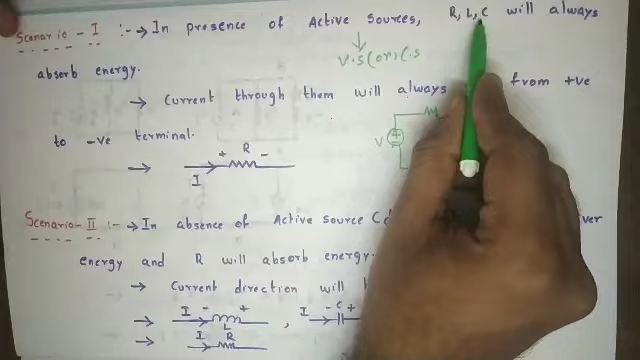 Scenario - I :- → In presence of Active Sources, R, L, C will always
V.S (or) C.S
absorb energy.
→ Current through them will always from +ve
to -ve terminal.
V
→ + R -
I
Scenario - II :- → In absence of Active source
energy and R will absorb energy.
→ Current direction will
→ I - + L , I - C +
→ I R